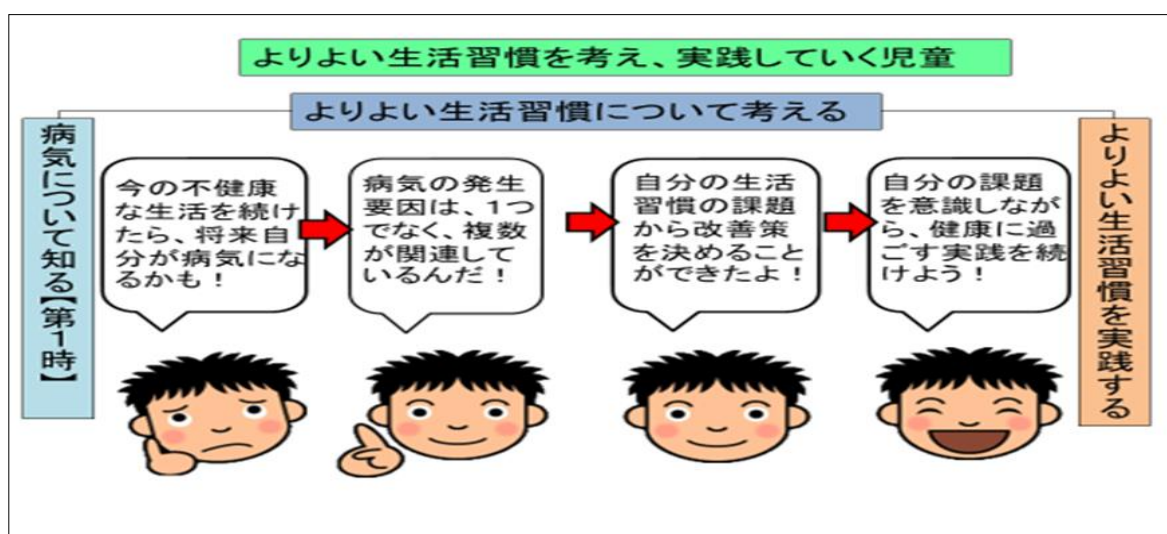 よりよい生活習慣を考え、実践していく児童
よりよい生活習慣について考える
病気について知る【第1時】
今の不健康
な生活を続け
たら、将来自
分が病気にな
るかも！
病気の発生
要因は、1つ
でなく、複数
が関連して
いるんだ！
自分の生活
習慣の課題
から改善策
を決めること
ができたよ！
自分の課題
を意識しなが
ら、健康に過
ごす実践を続
けよう！
よりよい生活習慣を実践する